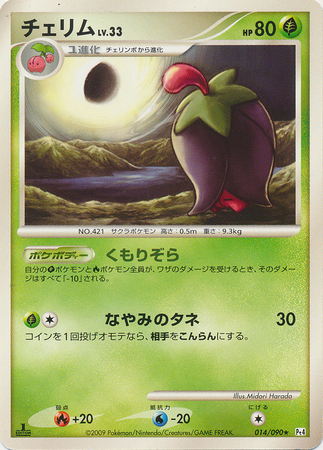 チェリム LV.33 HP 80
1進化 チェリンボから進化
NO.421 サクラポケモン 高さ:0.5m 重さ:9.3kg
ポケボディー くもりぞら
自分の ポケモンと ポケモン全員が、ワザのダメージを受けるとき、そのダメ
ージはすべて「-10」される。
なやみのタネ 30
コインを1回投げオモテなら、相手をこんらんにする。
Illus.Midori Harada
弱点 +20 抵抗力 -20 にげる
1 EDITION ©2009 Pokémon/Nintendo/Creatures/GAME FREAK. 014/090★ Pt4